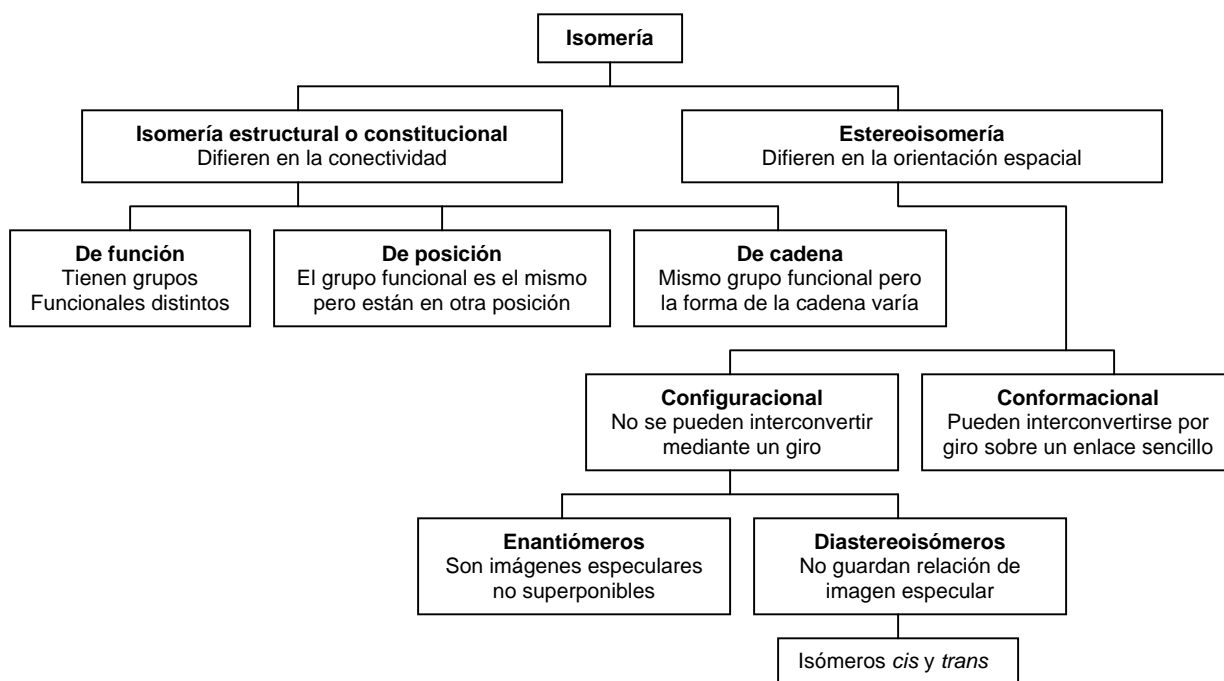 Isomería
Isomería estructural o constitucional
Difieren en la conectividad
Estereoisomería
Difieren en la orientación espacial
De función
Tienen grupos
Funcionales distintos
De posición
El grupo funcional es el mismo
pero están en otra posición
De cadena
Mismo grupo funcional pero
la forma de la cadena varía
Configuracional
No se pueden interconvertir
mediante un giro
Conformacional
Pueden interconvertirse por
giro sobre un enlace sencillo
Enantiómeros
Son imágenes especulares
no superponibles
Diastereoisómeros
No guardan relación de
imagen especular
Isómeros cis y trans